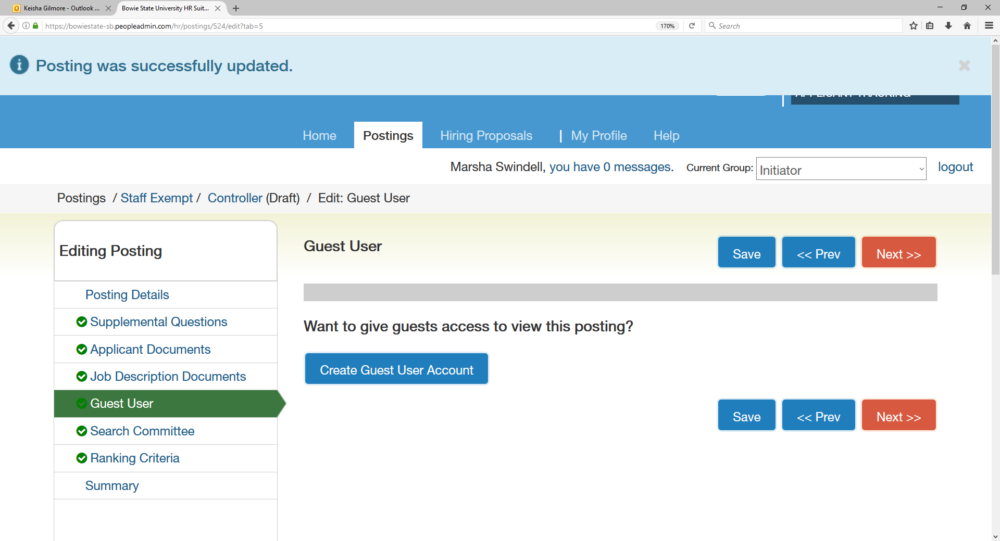 Keisha Gilmore - Outlook ...
Bowie State University HR Suit...
https://bowiestate-sb.peopleadmin.com/hr/postings/524/edit?tab=5
170%
Search
Posting was successfully updated.
APPLICANT TRACKING
Home
Postings
Hiring Proposals
|
My Profile
Help
Marsha Swindell, you have 0 messages.
Current Group:
Initiator
logout
Postings / Staff Exempt / Controller (Draft) / Edit: Guest User
Editing Posting
Posting Details
Supplemental Questions
Applicant Documents
Job Description Documents
Guest User
Search Committee
Ranking Criteria
Summary
Guest User
Save
<< Prev
Next >>
Want to give guests access to view this posting?
Create Guest User Account
Save
<< Prev
Next >>